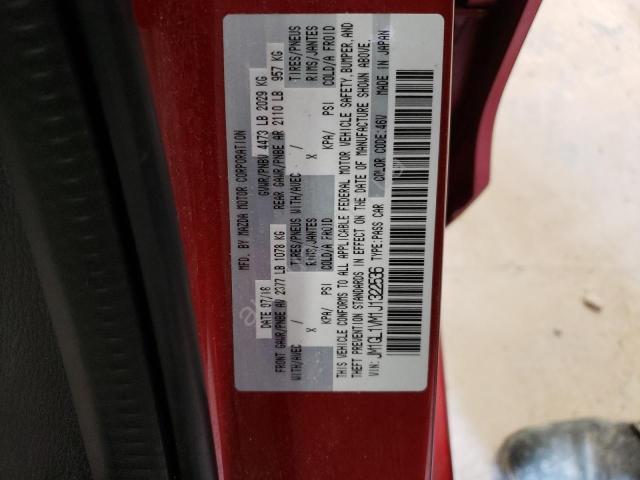 MFD. BY MAZDA MOTOR CORPORATION
DATE 07/18 GVWR/PNBV 4473 LB 2029 KG
FRONT GAWR/PNBE AV 2377 LB 1078 KG REAR GAWR/PNBE AR 2110 LB 957 KG
WITH/AVEC TIRES/PNEUS WITH/AVEC TIRES/PNEUS
X RIMS/JANTES X RIMS/JANTES
KPA/ PSI COLD/A FROID KPA/ PSI COLD/A FROID
THIS VEHICLE CONFORMS TO ALL APPLICABLE FEDERAL MOTOR VEHICLE SAFETY, BUMPER, AND
THEFT PREVENTION STANDARDS IN EFFECT ON THE DATE OF MANUFACTURE SHOWN ABOVE.
VIN: JM1GL1VM1J1322636 TYPE: PASS. CAR COLOR CODE: 46V MADE IN JAPAN